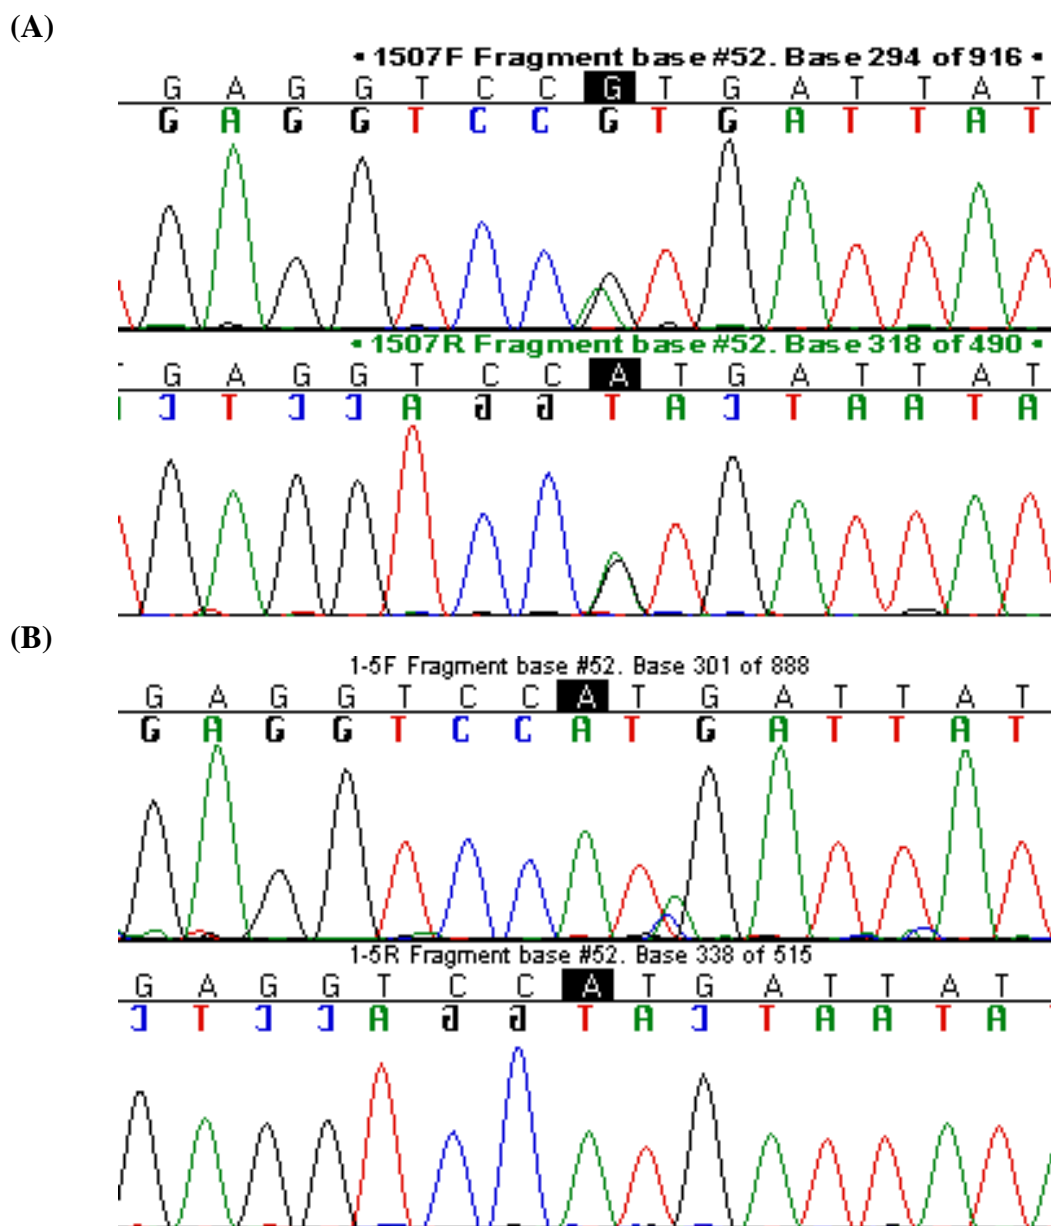 (A)
• 1507F Fragment base #52. Base 294 of 916 •
G A G G T C C G T G A T T A T
G A G G T C C G T G A T T A T
• 1507R Fragment base #52. Base 318 of 490 •
G A G G T C C A T G A T T A T
C T C C A G G T A C T A A T A
(B)
1-5F Fragment base #52. Base 301 of 888
G A G G T C C A T G A T T A T
G A G G T C C A T G A T T A T
1-5R Fragment base #52. Base 338 of 515
G A G G T C C A T G A T T A T
C T C C A G G T A C T A A T A